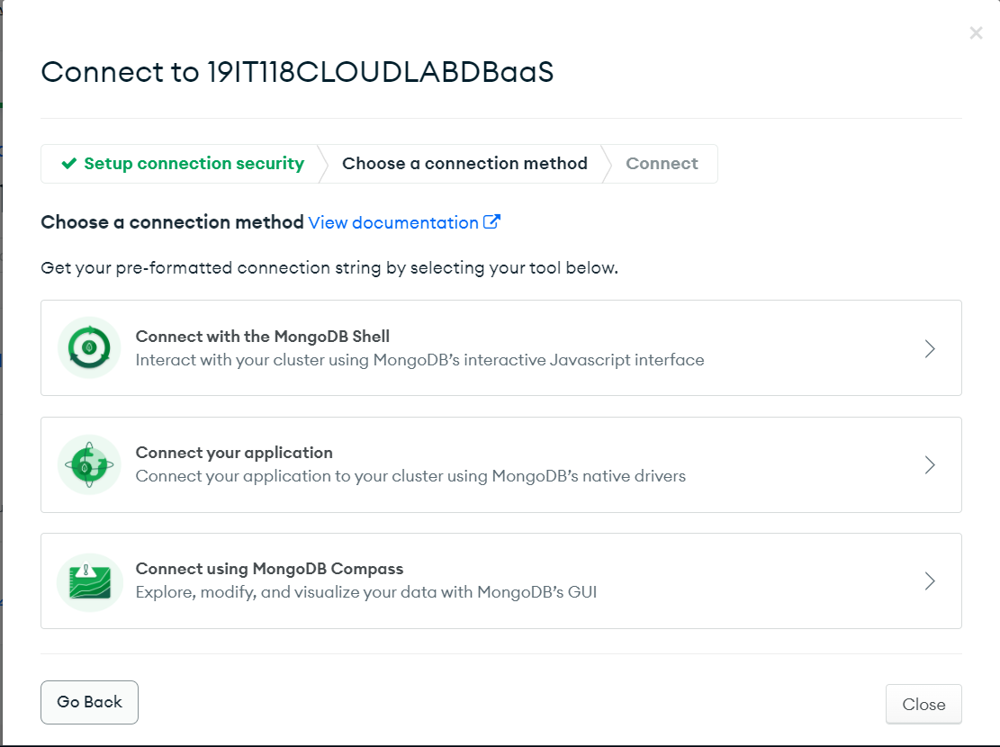 Connect to 19IT118CLOUDLABDBaaS
Setup connection security
Choose a connection method
Connect
Choose a connection method View documentation
Get your pre-formatted connection string by selecting your tool below.
Connect with the MongoDB Shell
Interact with your cluster using MongoDB’s interactive Javascript interface
Connect your application
Connect your application to your cluster using MongoDB’s native drivers
Connect using MongoDB Compass
Explore, modify, and visualize your data with MongoDB’s GUI
Go Back
Close